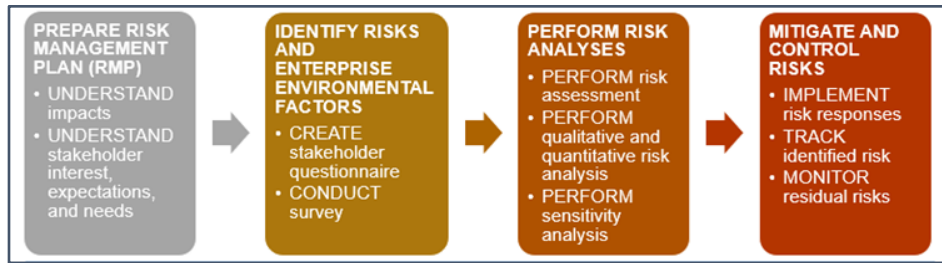 PREPARE RISK
MANAGEMENT
PLAN (RMP)
• UNDERSTAND
impacts
• UNDERSTAND
stakeholder
interest,
expectations,
and needs
IDENTIFY RISKS
AND
ENTERPRISE
ENVIRONMENTAL
FACTORS
• CREATE
stakeholder
questionnaire
• CONDUCT
survey
PERFORM RISK
ANALYSES
• PERFORM risk
assessment
• PERFORM
qualitative and
quantitative risk
analysis
• PERFORM
sensitivity
analysis
MITIGATE AND
CONTROL
RISKS
• IMPLEMENT
risk responses
• TRACK
identified risk
• MONITOR
residual risks